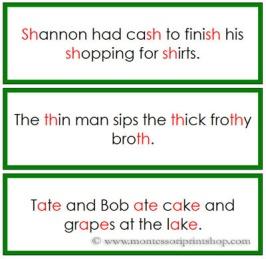 Shannon had cash to finish his
shopping for shirts.
The thin man sips the thick frothy
broth.
Tate and Bob ate cake and
grapes at the lake.
© www.montessoriprintshop.com